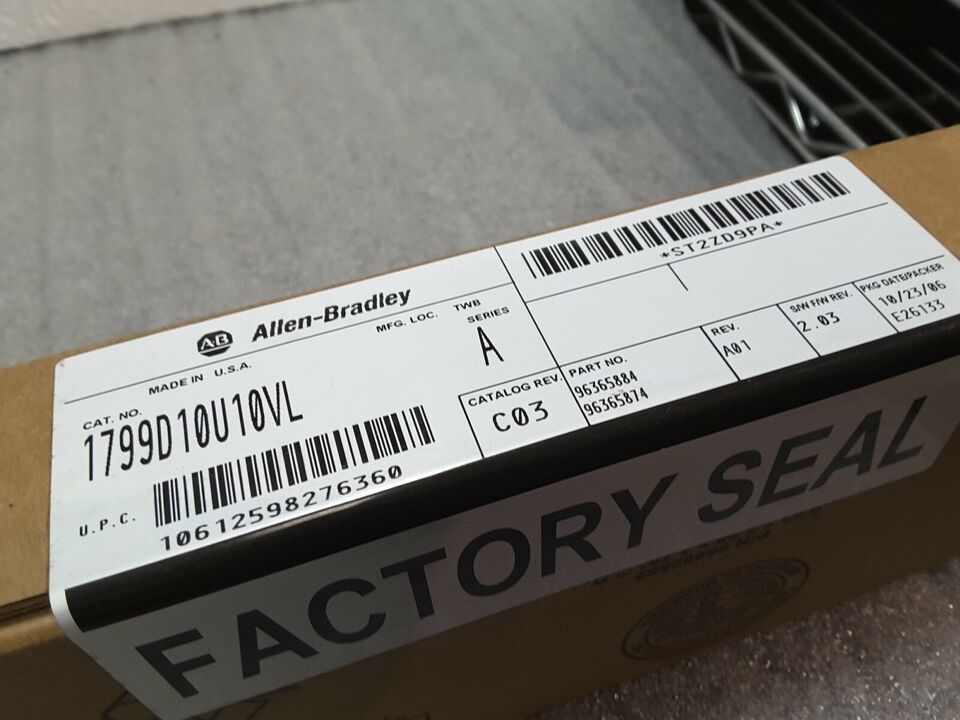 *ST2ZD9PA*
AB Allen-Bradley
MADE IN U.S.A.
MFG. LOC. TWB
SERIES
A
CAT. NO.
1799D10U10VL
U.P.C.
10612598276360
CATALOG REV.
C03
PART NO.
96365884
96365874
REV.
A01
S/W F/W REV.
2.03
PKG DATE/PACKER
10/23/06
E26133
FACTORY SEAL